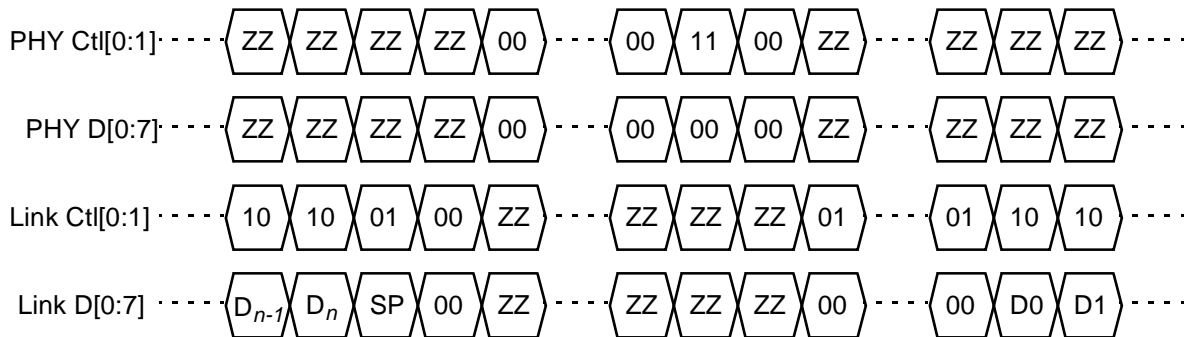 PHY Ctl[0:1] ZZ ZZ ZZ ZZ 00 00 11 00 ZZ ZZ ZZ ZZ
PHY D[0:7] ZZ ZZ ZZ ZZ 00 00 00 00 ZZ ZZ ZZ ZZ
Link Ctl[0:1] 10 10 01 00 ZZ ZZ ZZ ZZ 01 01 10 10
Link D[0:7] Dn-1 Dn SP 00 ZZ ZZ ZZ ZZ 00 00 D0 D1